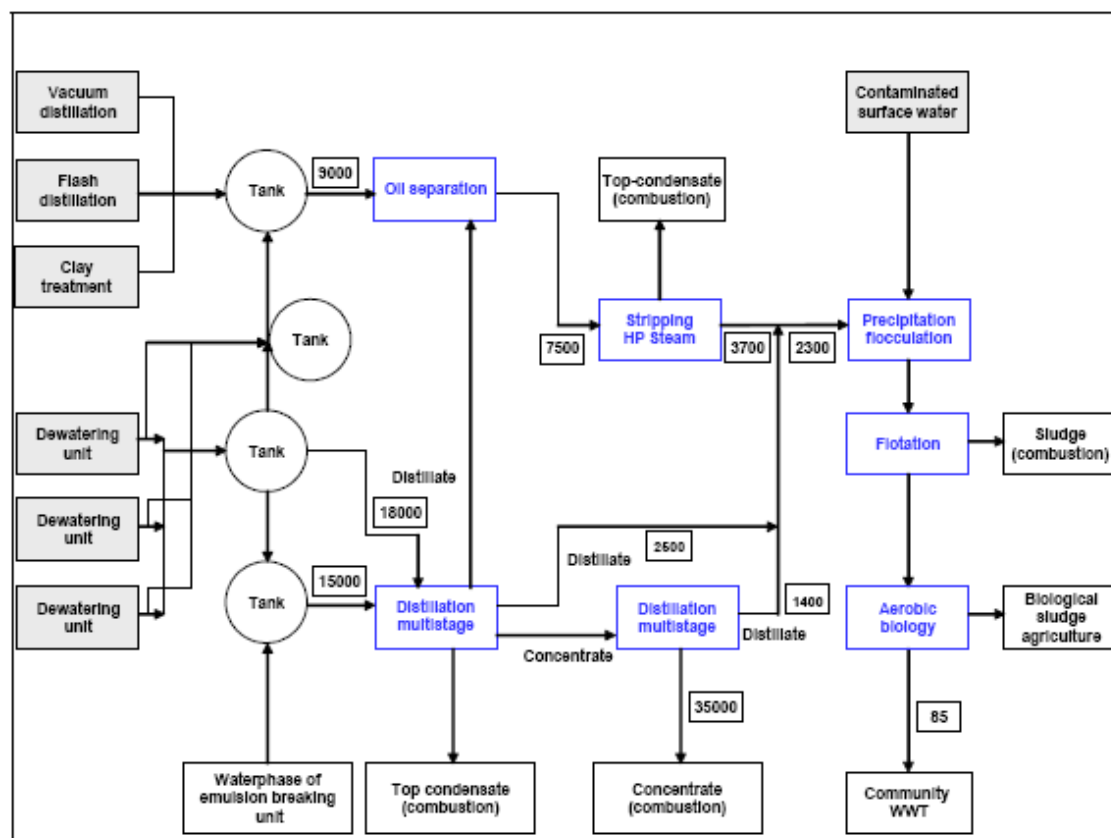 Vacuum
distillation
Contaminated
surface water
Flash
distillation
Tank
9000
Oil separation
Top-condensate
(combustion)
Clay
treatment
Tank
7500
Stripping
HP Steam
3700
2300
Precipitation
flocculation
Dewatering
unit
Tank
Distillate
18000
Flotation
Sludge
(combustion)
Dewatering
unit
2500
Distillate
Dewatering
unit
Tank
15000
Distillation
multistage
Concentrate
Distillation
multistage
Distillate
1400
Aerobic
biology
Biological
sludge
agriculture
35000
85
Waterphase of
emulsion breaking
unit
Top condensate
(combustion)
Concentrate
(combustion)
Community
WWT